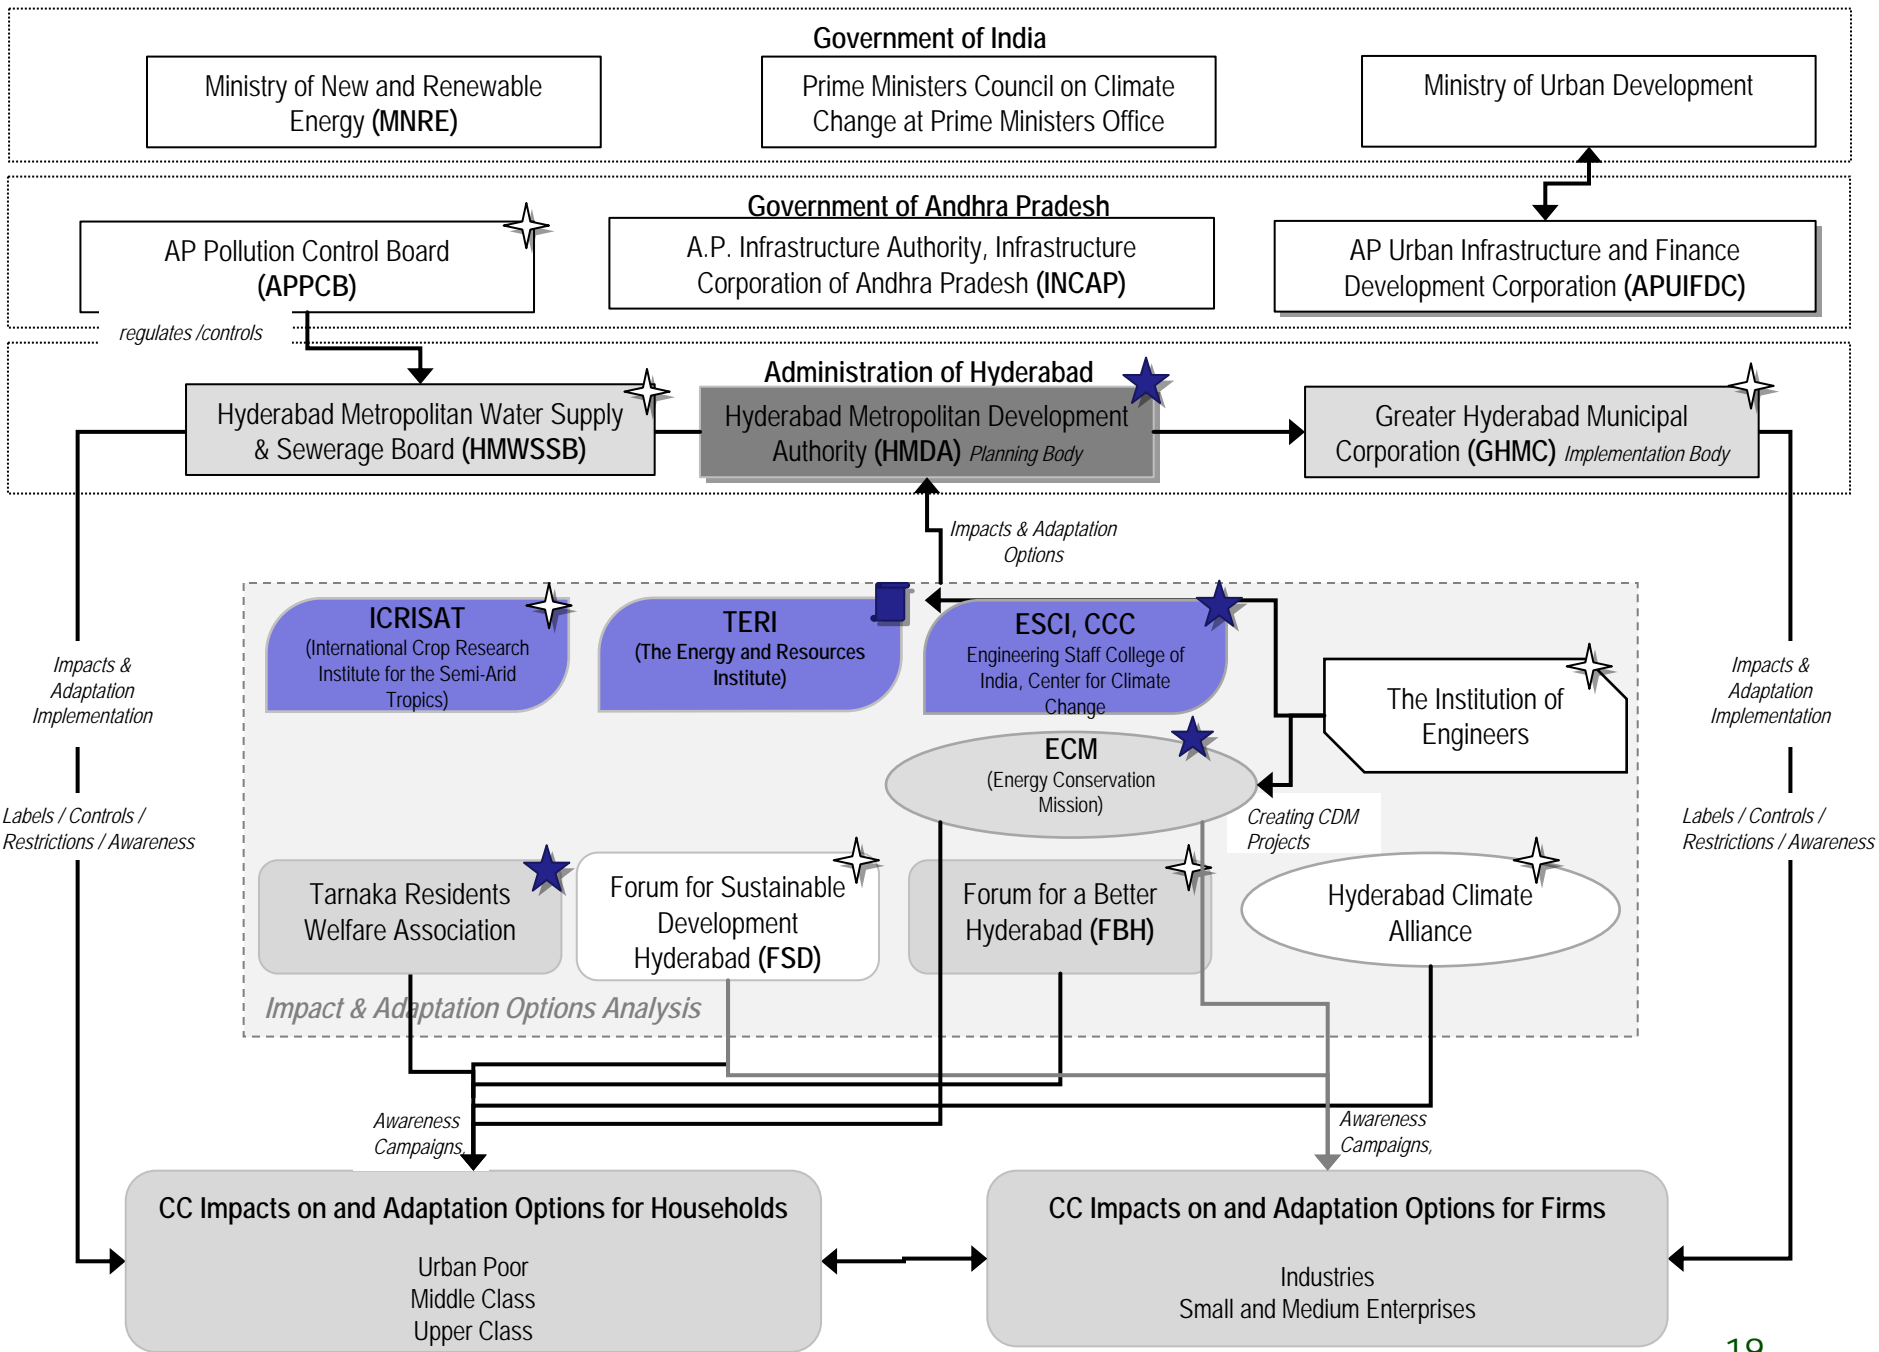 Government of India
Ministry of New and Renewable
Energy (MNRE)
Prime Ministers Council on Climate
Change at Prime Ministers Office
Ministry of Urban Development
Government of Andhra Pradesh
AP Pollution Control Board
(APPCB)
A.P. Infrastructure Authority, Infrastructure
Corporation of Andhra Pradesh (INCAP)
AP Urban Infrastructure and Finance
Development Corporation (APUIFDC)
regulates /controls
Administration of Hyderabad
Hyderabad Metropolitan Water Supply
& Sewerage Board (HMWSSB)
Hyderabad Metropolitan Development
Authority (HMDA) Planning Body
Greater Hyderabad Municipal
Corporation (GHMC) Implementation Body
Impacts & Adaptation
Options
ICRISAT
(International Crop Research
Institute for the Semi-Arid
Tropics)
TERI
(The Energy and Resources
Institute)
ESCI, CCC
Engineering Staff College of
India, Center for Climate
Change
The Institution of
Engineers
Impacts &
Adaptation
Implementation
Impacts &
Adaptation
Implementation
ECM
(Energy Conservation
Mission)
Creating CDM
Projects
Labels / Controls /
Restrictions / Awareness
Labels / Controls /
Restrictions / Awareness
Tarnaka Residents
Welfare Association
Forum for Sustainable
Development
Hyderabad (FSD)
Forum for a Better
Hyderabad (FBH)
Hyderabad Climate
Alliance
Impact & Adaptation Options Analysis
Awareness
Campaigns,
Awareness
Campaigns,
CC Impacts on and Adaptation Options for Households
Urban Poor
Middle Class
Upper Class
CC Impacts on and Adaptation Options for Firms
Industries
Small and Medium Enterprises
19